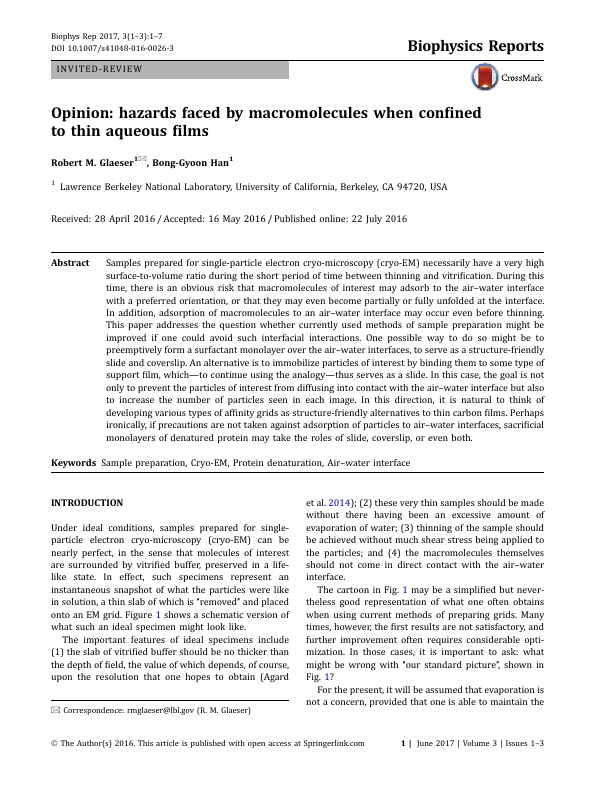 Biophys Rep 2017, 3(1–3):1–7
DOI 10.1007/s41048-016-0026-3
Biophysics Reports
INVITED-REVIEW
CrossMark
Opinion: hazards faced by macromolecules when confined
to thin aqueous films
Robert M. Glaeser1✉, Bong-Gyoon Han1
1 Lawrence Berkeley National Laboratory, University of California, Berkeley, CA 94720, USA
Received: 28 April 2016 / Accepted: 16 May 2016 / Published online: 22 July 2016
Abstract Samples prepared for single-particle electron cryo-microscopy (cryo-EM) necessarily have a very high
surface-to-volume ratio during the short period of time between thinning and vitrification. During this
time, there is an obvious risk that macromolecules of interest may adsorb to the air–water interface
with a preferred orientation, or that they may even become partially or fully unfolded at the interface.
In addition, adsorption of macromolecules to an air–water interface may occur even before thinning.
This paper addresses the question whether currently used methods of sample preparation might be
improved if one could avoid such interfacial interactions. One possible way to do so might be to
preemptively form a surfactant monolayer over the air–water interfaces, to serve as a structure-friendly
slide and coverslip. An alternative is to immobilize particles of interest by binding them to some type of
support film, which—to continue using the analogy—thus serves as a slide. In this case, the goal is not
only to prevent the particles of interest from diffusing into contact with the air–water interface but also
to increase the number of particles seen in each image. In this direction, it is natural to think of
developing various types of affinity grids as structure-friendly alternatives to thin carbon films. Perhaps
ironically, if precautions are not taken against adsorption of particles to air–water interfaces, sacrificial
monolayers of denatured protein may take the roles of slide, coverslip, or even both.
Keywords Sample preparation, Cryo-EM, Protein denaturation, Air–water interface
INTRODUCTION
Under ideal conditions, samples prepared for single-
particle electron cryo-microscopy (cryo-EM) can be
nearly perfect, in the sense that molecules of interest
are surrounded by vitrified buffer, preserved in a life-
like state. In effect, such specimens represent an
instantaneous snapshot of what the particles were like
in solution, a thin slab of which is “removed” and placed
onto an EM grid. Figure 1 shows a schematic version of
what such an ideal specimen might look like.
The important features of ideal specimens include
(1) the slab of vitrified buffer should be no thicker than
the depth of field, the value of which depends, of course,
upon the resolution that one hopes to obtain (Agard
✉ Correspondence: rmglaeser@lbl.gov (R. M. Glaeser)
et al. 2014); (2) these very thin samples should be made
without there having been an excessive amount of
evaporation of water; (3) thinning of the sample should
be achieved without much shear stress being applied to
the particles; and (4) the macromolecules themselves
should not come in direct contact with the air–water
interface.
The cartoon in Fig. 1 may be a simplified but never-
theless good representation of what one often obtains
when using current methods of preparing grids. Many
times, however, the first results are not satisfactory, and
further improvement often requires considerable opti-
mization. In those cases, it is important to ask: what
might be wrong with “our standard picture”, shown in
Fig. 1?
For the present, it will be assumed that evaporation is
not a concern, provided that one is able to maintain the
© The Author(s) 2016. This article is published with open access at Springerlink.com
1 | June 2017 | Volume 3 | Issues 1–3